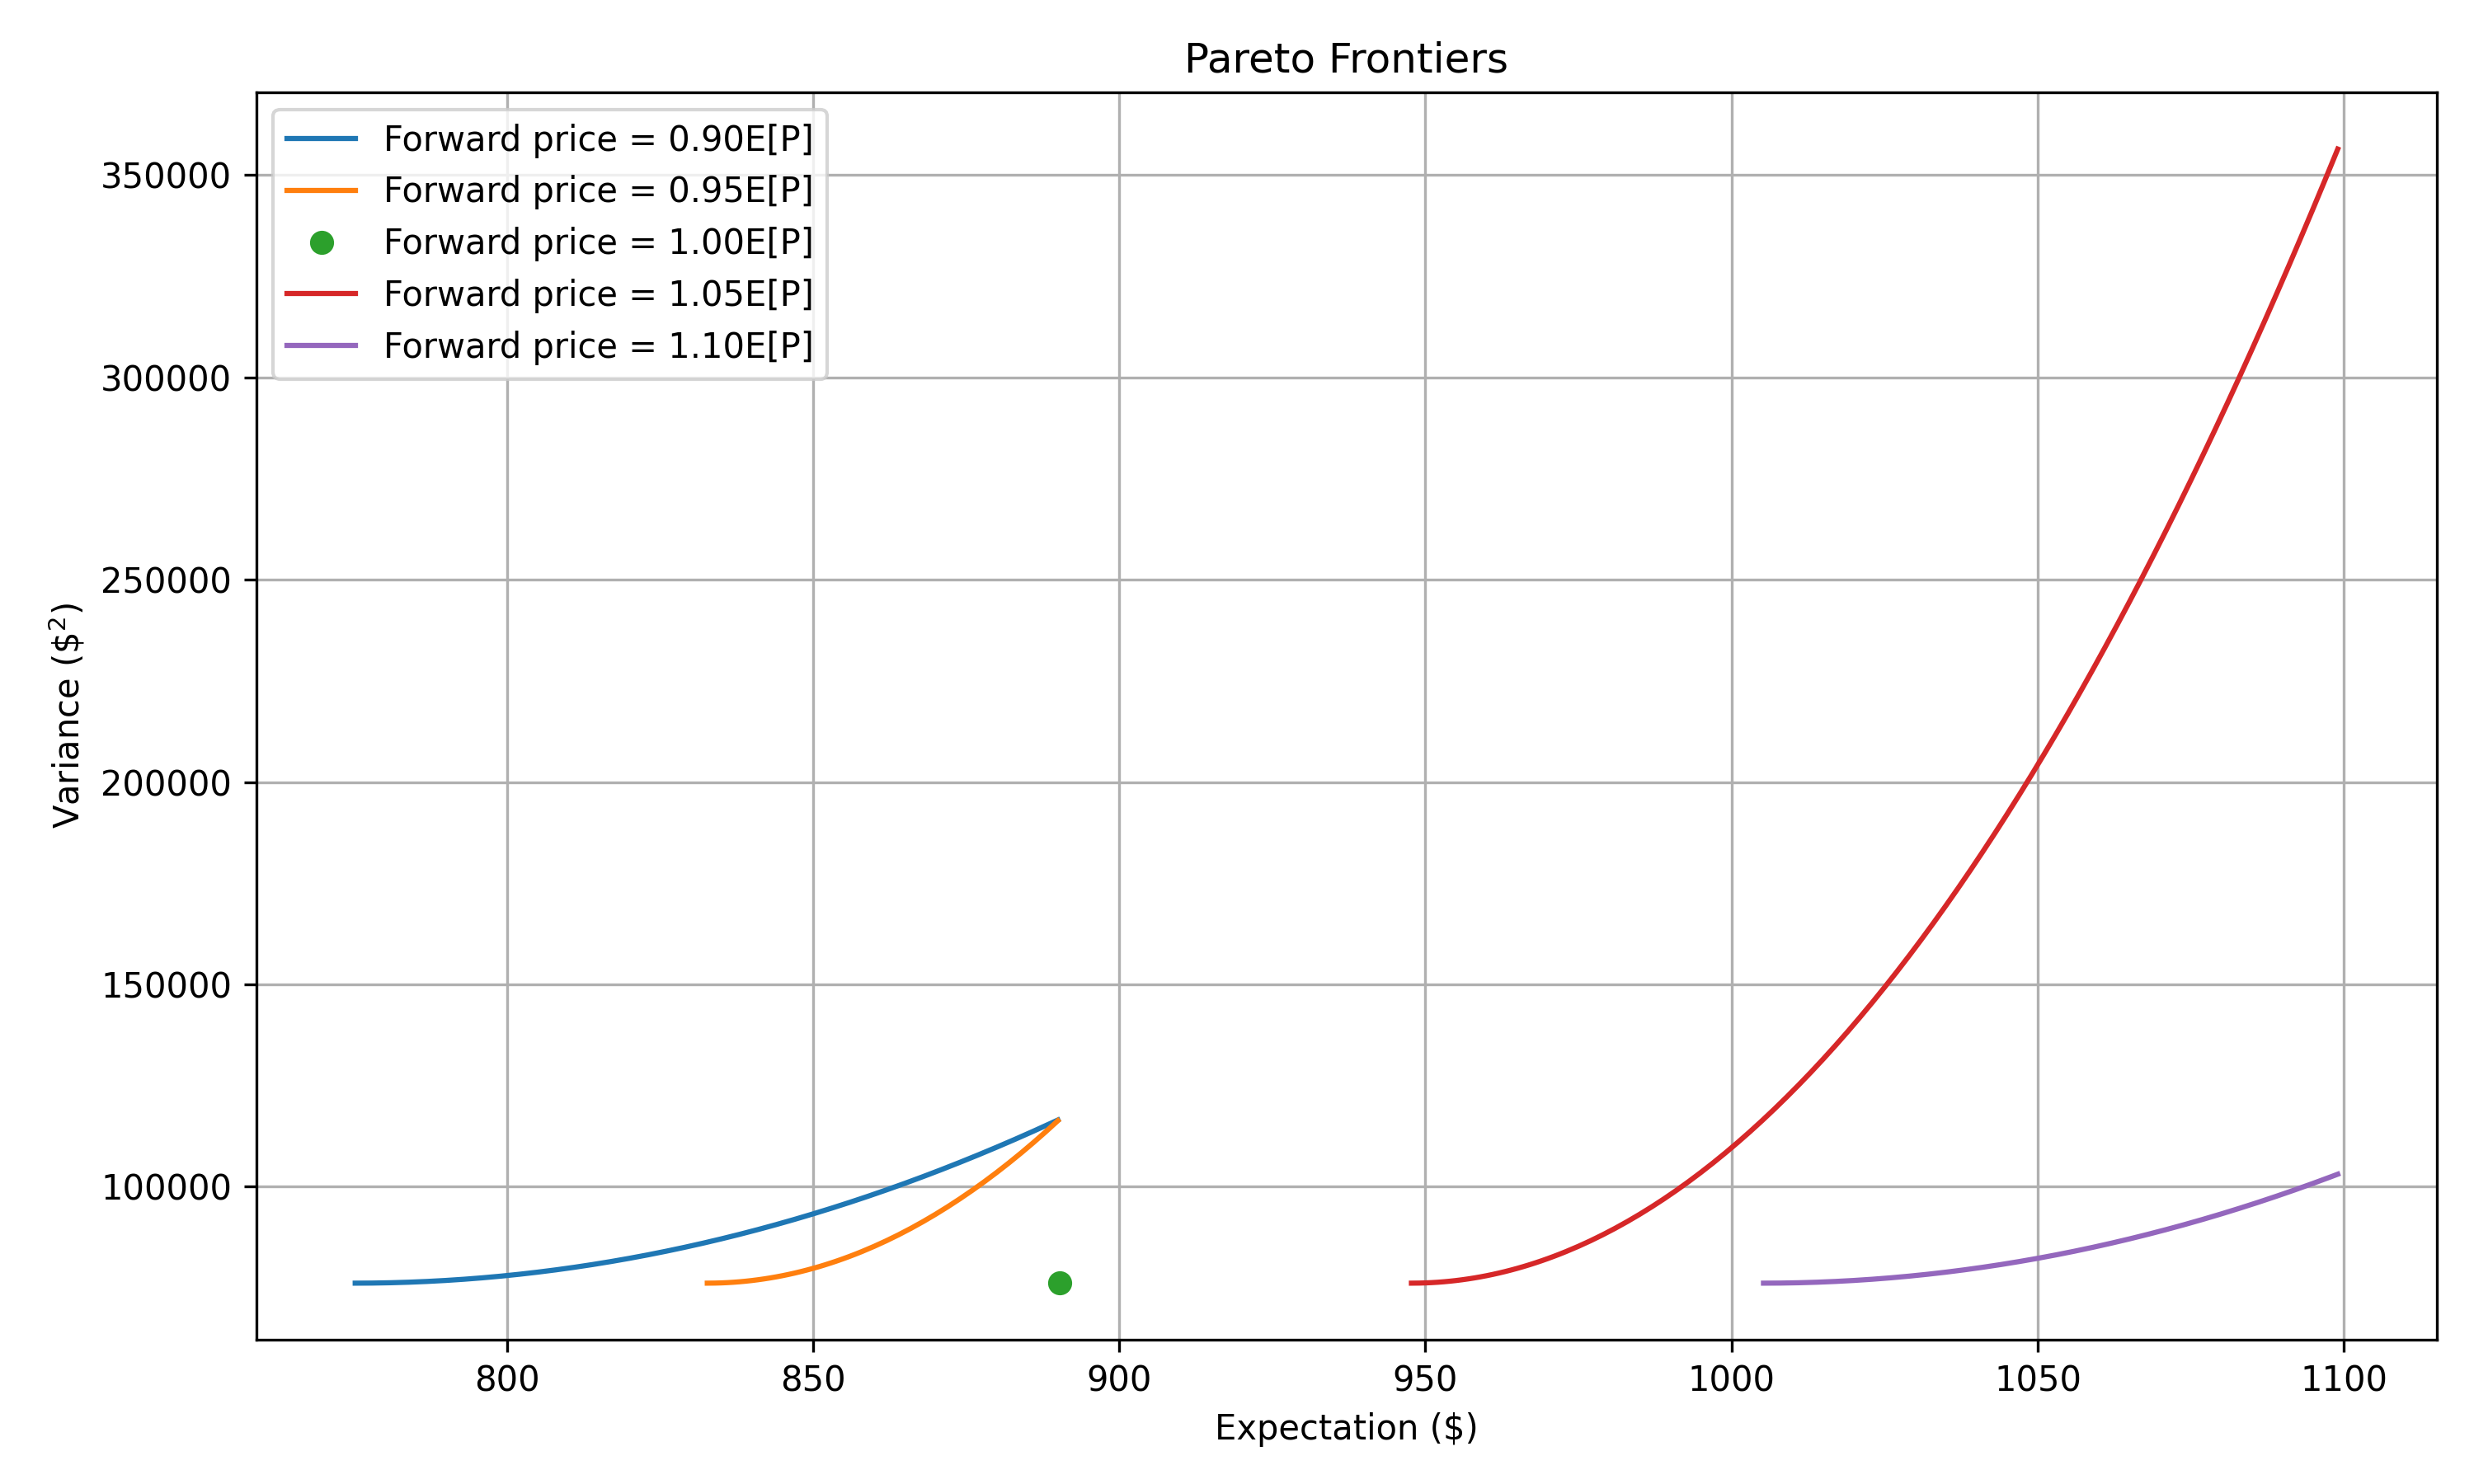 Pareto Frontiers
Forward price = 0.90E[P]
Forward price = 0.95E[P]
Forward price = 1.00E[P]
Forward price = 1.05E[P]
Forward price = 1.10E[P]
350000
300000
250000
200000
150000
100000
Variance ($²)
800 850 900 950 1000 1050 1100
Expectation ($)